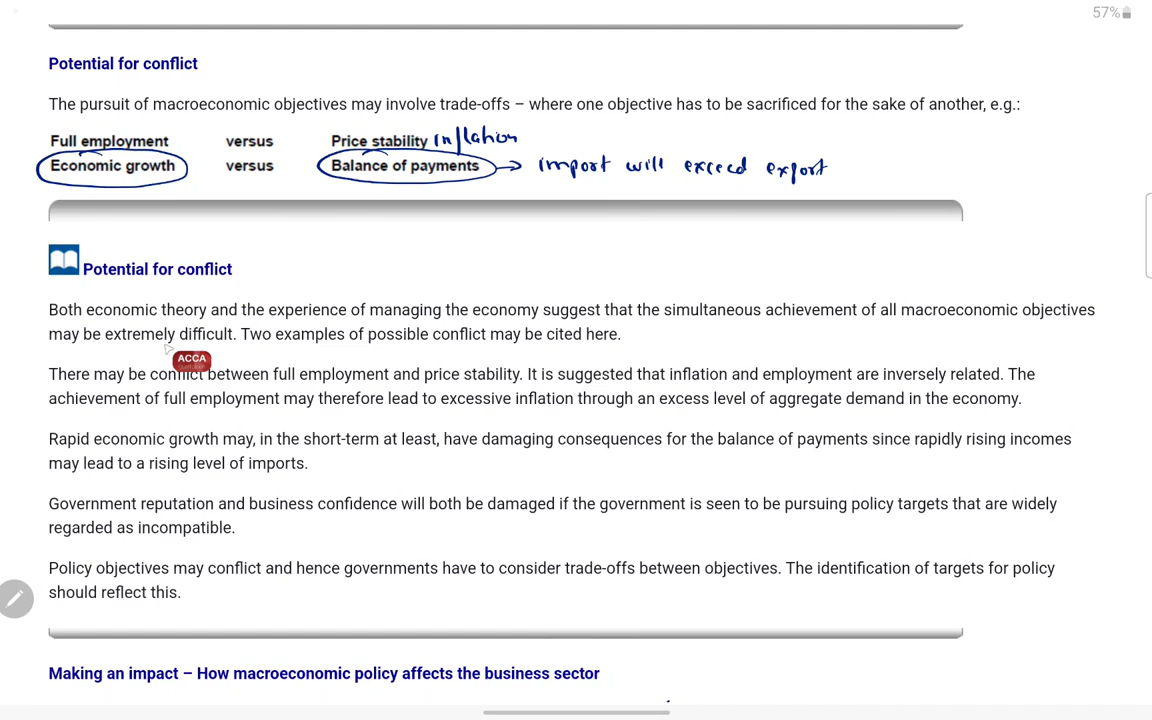 57%
Potential for conflict
The pursuit of macroeconomic objectives may involve trade-offs – where one objective has to be sacrificed for the sake of another, e.g.:
Full employment versus Price stability Inflation
Economic growth versus Balance of payments → import will exceed export
Potential for conflict
Both economic theory and the experience of managing the economy suggest that the simultaneous achievement of all macroeconomic objectives
may be extremely difficult. Two examples of possible conflict may be cited here.
ACCA
There may be conflict between full employment and price stability. It is suggested that inflation and employment are inversely related. The
achievement of full employment may therefore lead to excessive inflation through an excess level of aggregate demand in the economy.
Rapid economic growth may, in the short-term at least, have damaging consequences for the balance of payments since rapidly rising incomes
may lead to a rising level of imports.
Government reputation and business confidence will both be damaged if the government is seen to be pursuing policy targets that are widely
regarded as incompatible.
Policy objectives may conflict and hence governments have to consider trade-offs between objectives. The identification of targets for policy
should reflect this.
Making an impact – How macroeconomic policy affects the business sector